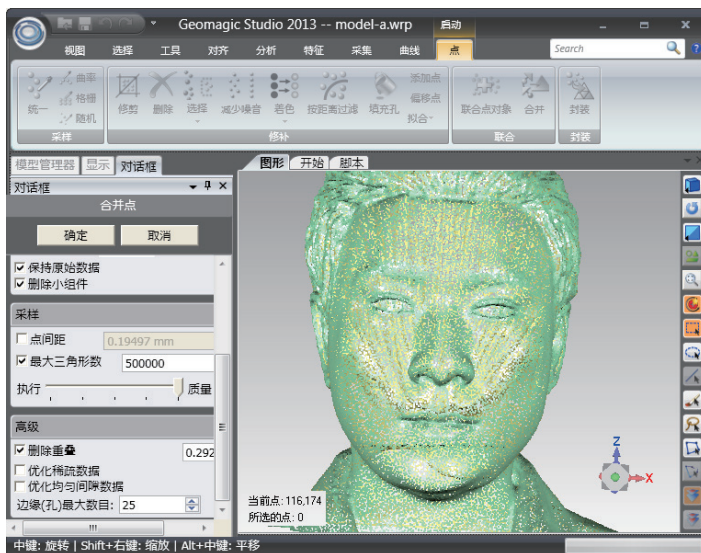 Geomagic Studio 2013 -- model-a.wrp
启动
视图 选择 工具 对齐 分析 特征 采集 曲线 点
Search
统一 曲率 格栅 随机
采样
修剪 删除 选择 减少噪音 着色 按距离过滤 填充孔 添加点 偏移点 拟合
修补
联合点对象 合并
联合
封装
封装
模型管理器 显示 对话框
图形 开始 脚本
对话框
合并点
确定 取消
保持原始数据
删除小组件
采样
点间距 0.19497 mm
最大三角形数 500000
执行 质量
高级
删除重叠 0.292
优化稀疏数据
优化均匀间隙数据
边缘(孔)最大数目: 25
Z
X
当前点: 116,174
所选的点: 0
中键: 旋转 | Shift+右键: 缩放 | Alt+中键: 平移